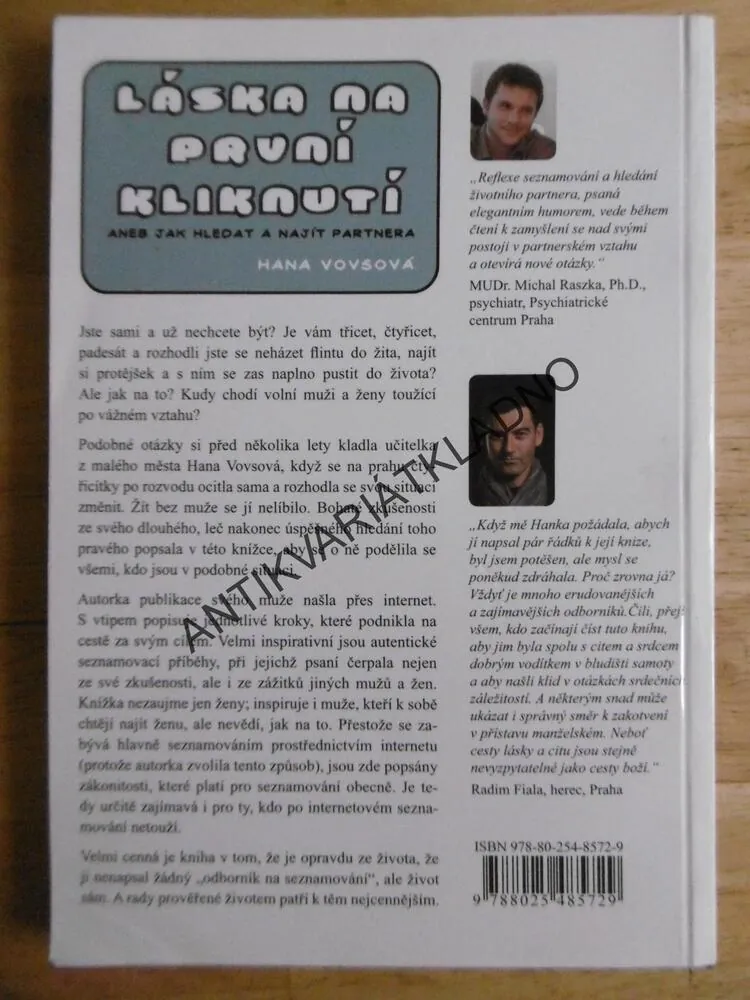 LÁSKA NA
PRVNÍ
KLIKNUTÍ
ANEB JAK HLEDAT A NAJÍT PARTNERA
HANA VOVSOVÁ
Jste sami a už nechcete být? Je vám třicet, čtyřicet,
padesát a rozhodli jste se neházet flintu do žita, najít
si protějšek a s ním se zas naplno pustit do života?
Ale jak na to? Kudy chodí volní muži a ženy toužící
po vážném vztahu?
Podobné otázky si před několika lety kladla učitelka
z malého města Hana Vovsová, když se na prahu čty-
řicítky po rozvodu ocitla sama a rozhodla se svou situaci
změnit. Žít bez muže se jí nelíbilo. Bohaté zkušenosti
ze svého dlouhého, leč nakonec úspěšného hledání toho
pravého popsala v této knížce, aby se o ně podělila se
všemi, kdo jsou v podobné situaci.
Autorka publikace svého muže našla přes internet.
S vtipem popisuje jednotlivé kroky, které podnikla na
cestě za svým cílem. Velmi inspirativní jsou autentické
seznamovací příběhy, při jejichž psaní čerpala nejen
ze své zkušenosti, ale i ze zážitků jiných mužů a žen.
Knížka nezaujme jen ženy; inspiruje i muže, kteří k sobě
chtějí najít ženu, ale nevědí, jak na to. Přestože se za-
bývá hlavně seznamováním prostřednictvím internetu
(protože autorka zvolila tento způsob), jsou zde popsány
zákonitosti, které platí pro seznamování obecně. Je te-
dy určitě zajímavá i pro ty, kdo po internetovém sezna-
mování netouží.
Velmi cenná je kniha v tom, že je opravdu ze života, že
ji nenapsal žádný „odborník na seznamování“, ale život
sám. A rady prověřené životem patří k těm nejcennějším.
„Reflexe seznamování a hledání
životního partnera, psaná
elegantním humorem, vede během
čtení k zamyšlení se nad svými
postoji v partnerském vztahu
a otevírá nové otázky.“
MUDr. Michal Raszka, Ph.D.,
psychiatr, Psychiatrické
centrum Praha
„Když mě Hanka požádala, abych
jí napsal pár řádků k její knize,
byl jsem potěšen, ale mysl se
poněkud zdráhala. Proč zrovna já?
Vždyť je mnoho erudovanějších
a zajímavějších odborníků. Čili, přeji
všem, kdo začínají číst tuto knihu,
aby jim byla spolu s citem a srdcem
dobrým vodítkem v bludišti samoty
a aby našli klid v otázkách srdečních
záležitostí. A některým snad může
ukázat i správný směr k zakotvení
v přístavu manželském. Neboť
cesty lásky a citu jsou stejně
nevyzpytatelné jako cesty boží.“
Radim Fiala, herec, Praha
ISBN 978-80-254-8572-9
9 788025 485729
ANTIKVARIÁTKLADNO